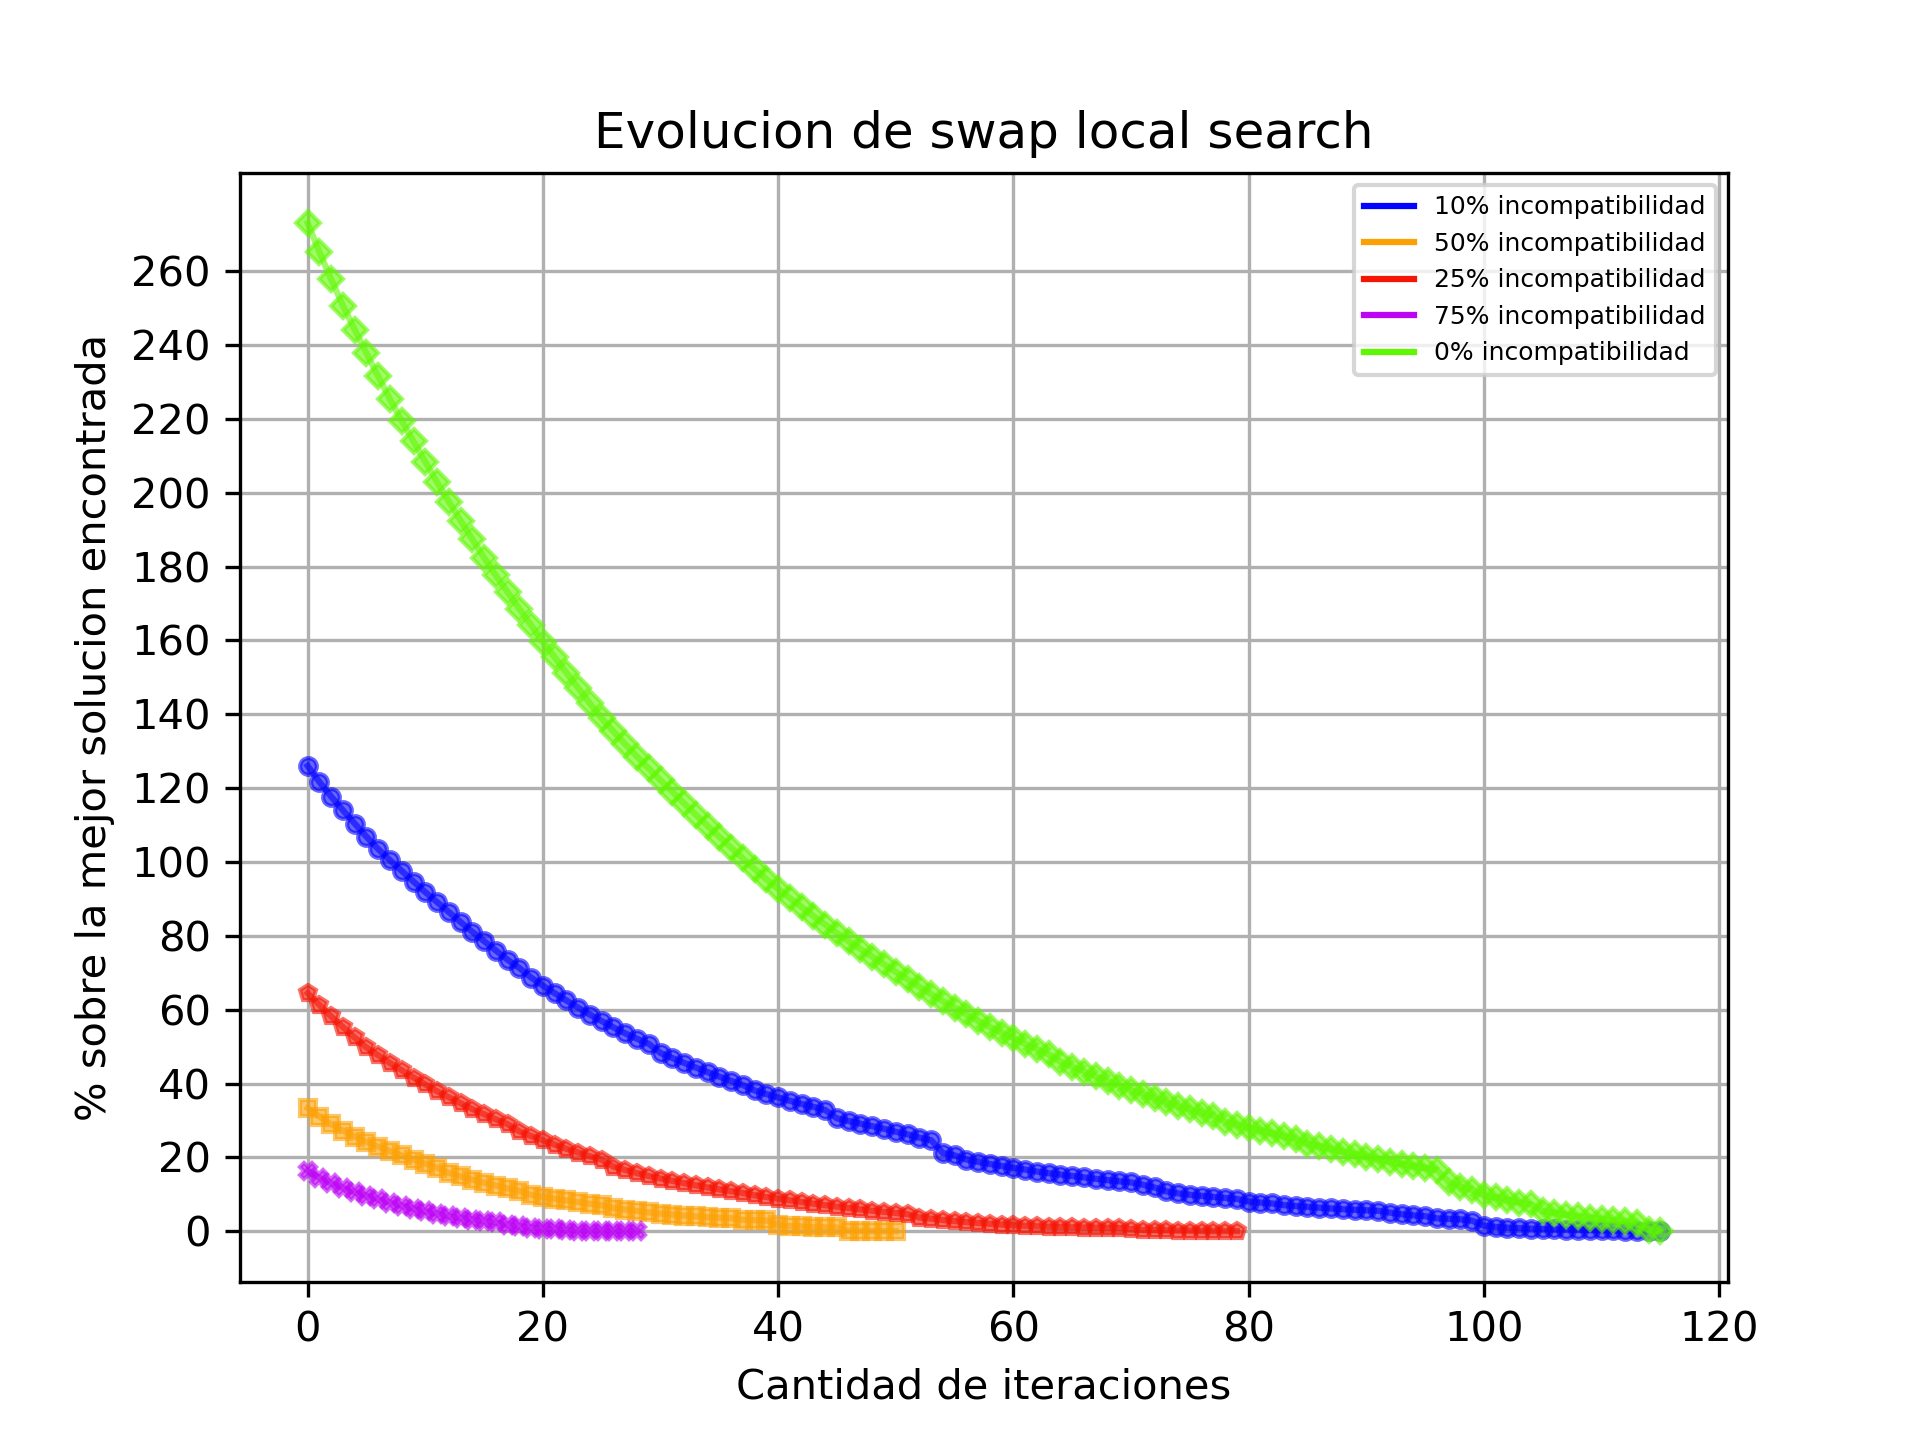 Evolucion de swap local search
10% incompatibilidad
50% incompatibilidad
25% incompatibilidad
75% incompatibilidad
0% incompatibilidad
% sobre la mejor solucion encontrada
260
240
220
200
180
160
140
120
100
80
60
40
20
0
0 20 40 60 80 100 120
Cantidad de iteraciones